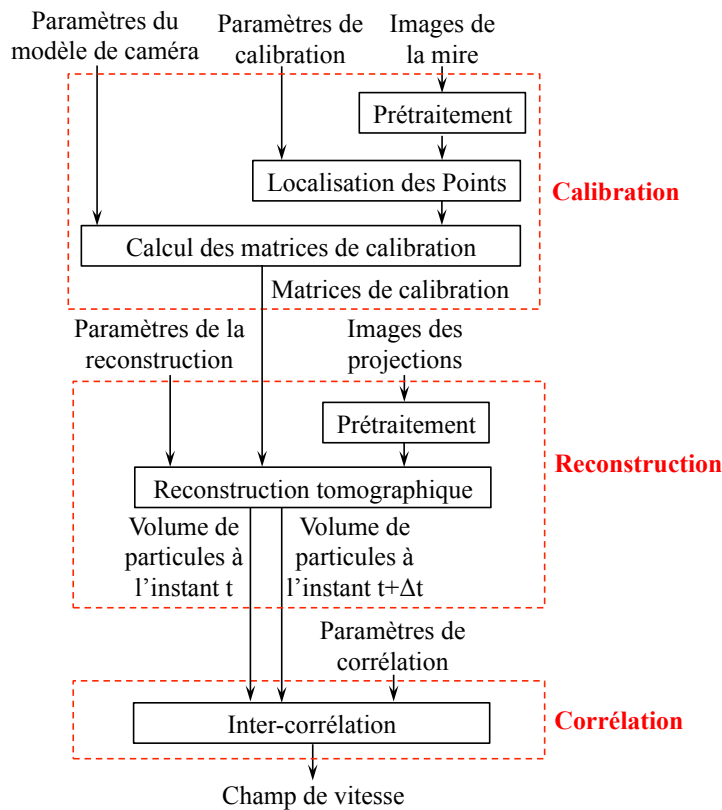 Paramètres du
modèle de caméra
Paramètres de
calibration
Images de
la mire
Prétraitement
Localisation des Points
Calibration
Calcul des matrices de calibration
Matrices de calibration
Paramètres de la
reconstruction
Images des
projections
Prétraitement
Reconstruction
Reconstruction tomographique
Volume de
particules à
l’instant t
Volume de
particules à
l’instant t+Δt
Paramètres de
corrélation
Inter-corrélation
Corrélation
Champ de vitesse